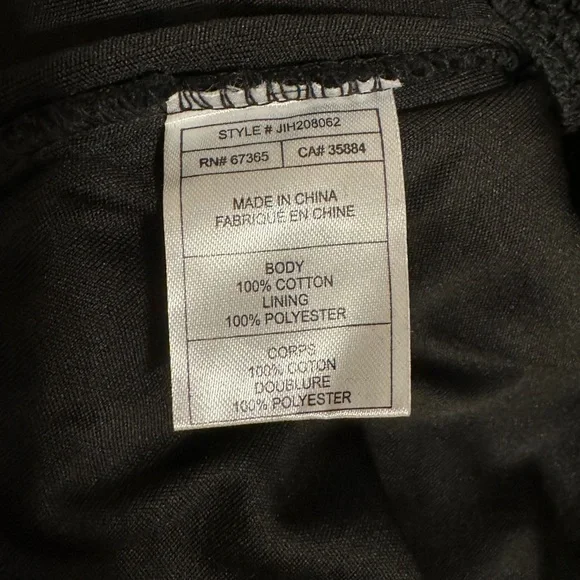 STYLE # JIH208062
RN# 67365 CA# 35884
MADE IN CHINA
FABRIQUÉ EN CHINE
BODY
100% COTTON
LINING
100% POLYESTER
CORPS
100% COTON
DOUBLURE
100% POLYESTER